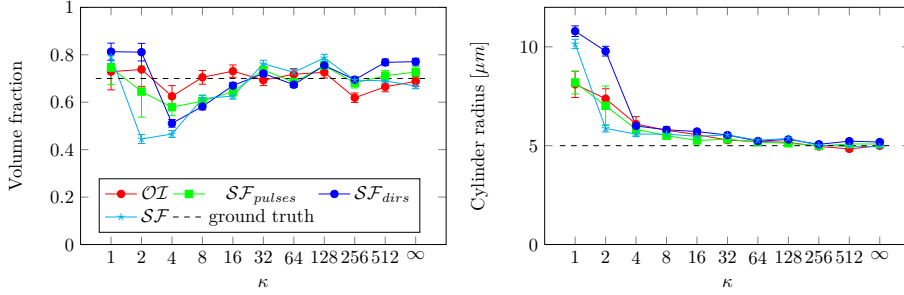 1
0.8
0.6
0.4
0.2
0
Volume fraction
OI SF_pulses SF_dirs
SF ground truth
1 2 4 8 16 32 64 128 256 512 ∞
κ
10
5
0
Cylinder radius [μm]
1 2 4 8 16 32 64 128 256 512 ∞
κ